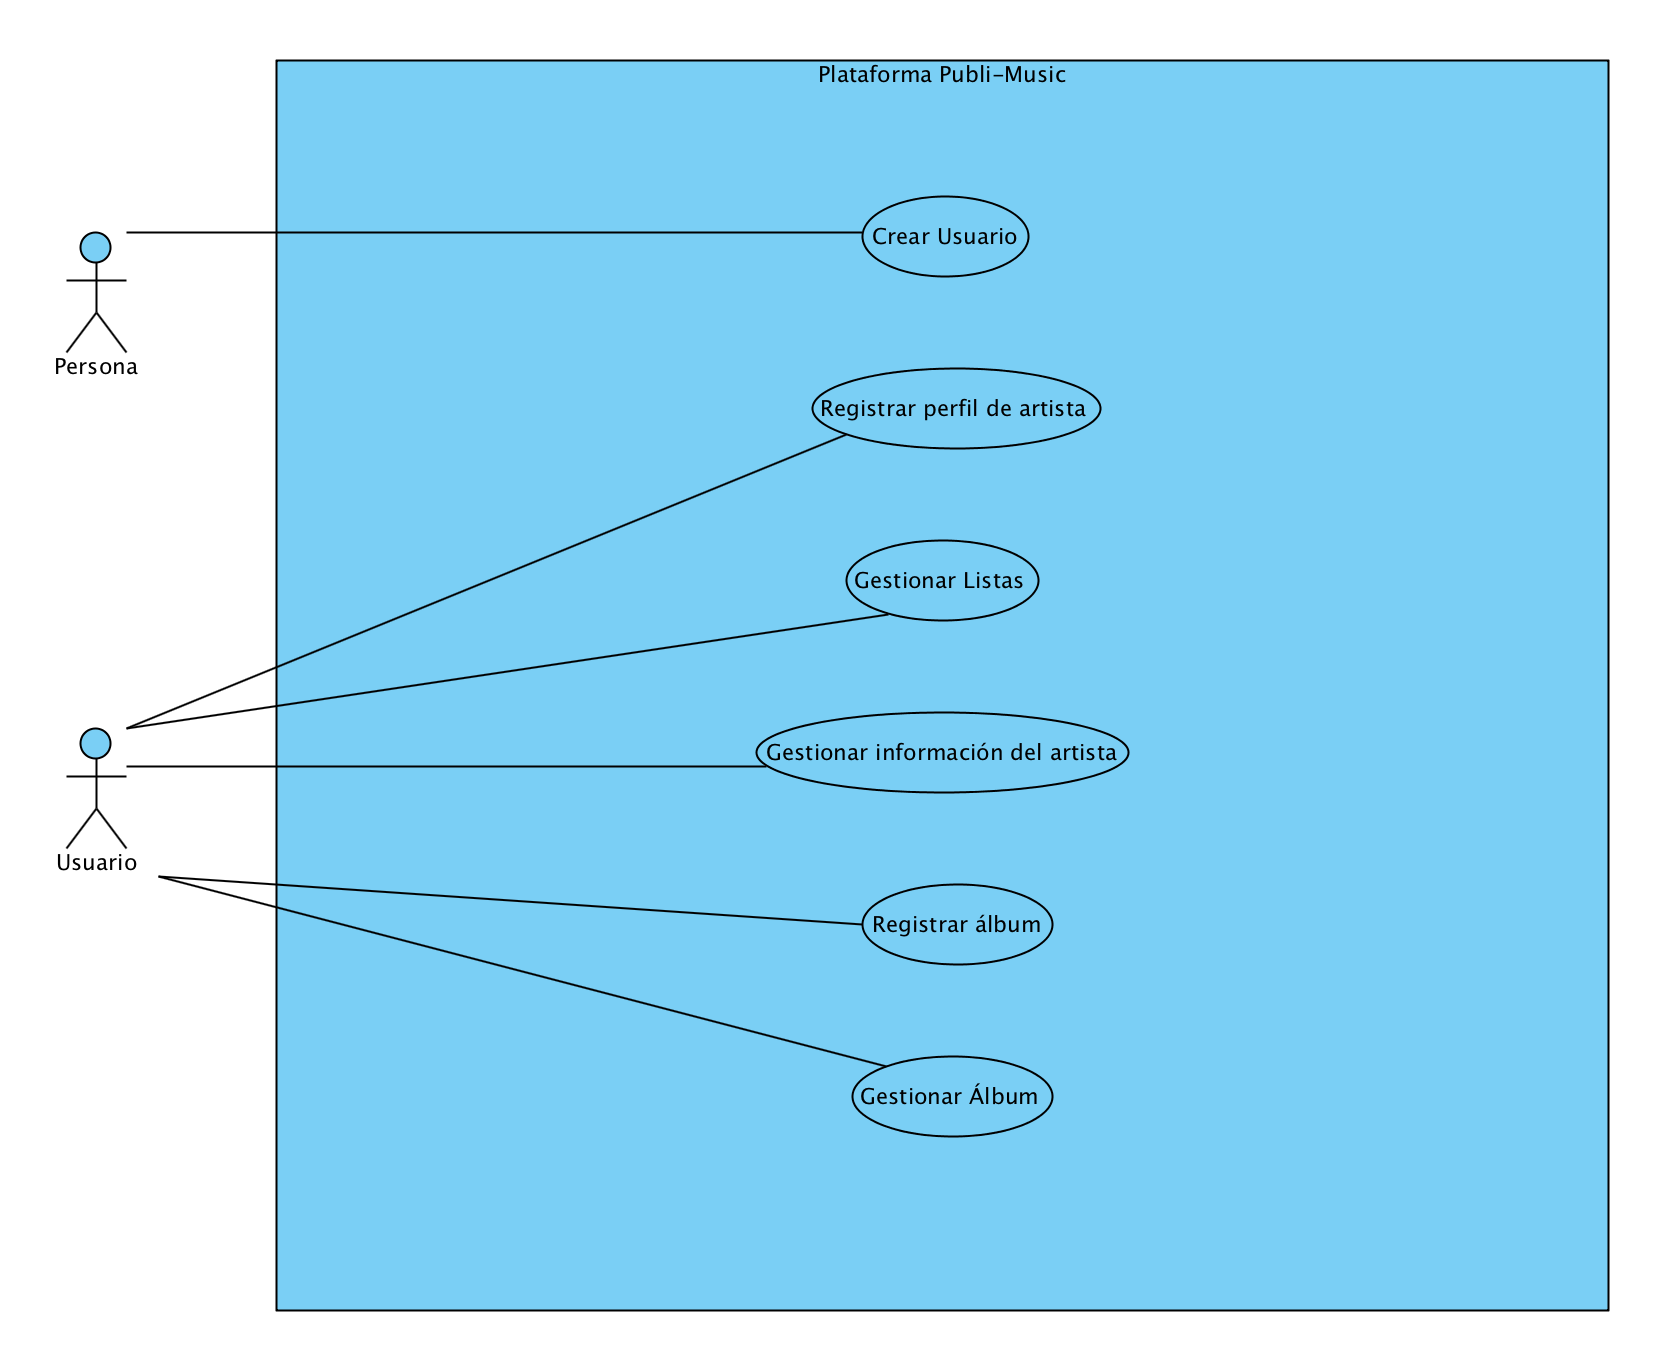 Plataforma Publi-Music
Crear Usuario
Persona
Registrar perfil de artista
Gestionar Listas
Gestionar información del artista
Usuario
Registrar álbum
Gestionar Álbum